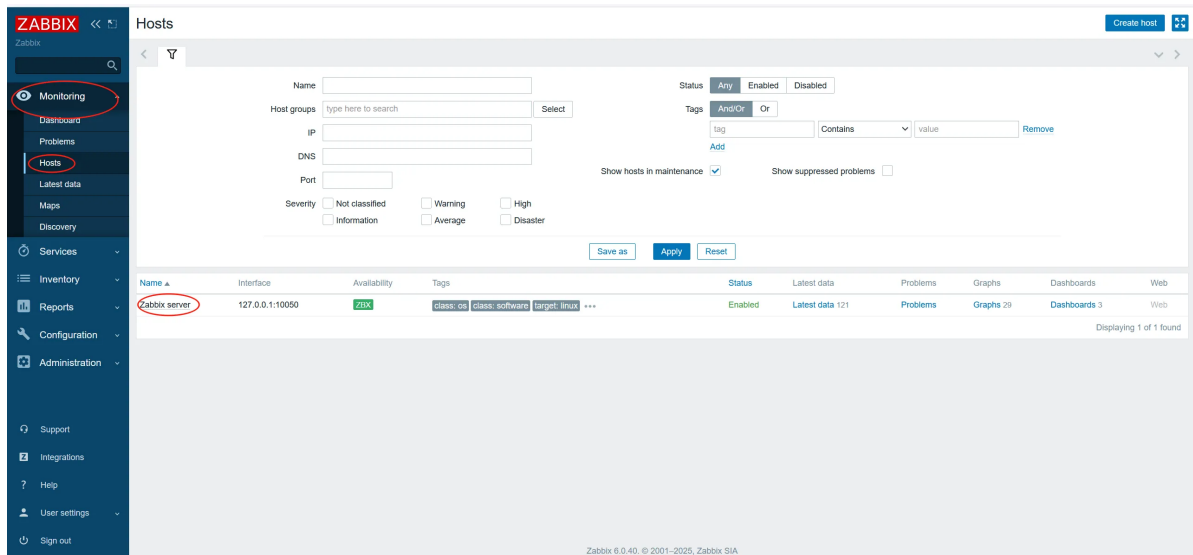 ZABBIX
Zabbix
Monitoring
Dashboard
Problems
Hosts
Latest data
Maps
Discovery
Services
Inventory
Reports
Configuration
Administration
Support
Integrations
Help
User settings
Sign out
Hosts
Create host
Name
Host groups type here to search Select
IP
DNS
Port
Severity Not classified Warning High
Information Average Disaster
Status Any Enabled Disabled
Tags And/Or Or
tag Contains value Remove
Add
Show hosts in maintenance Show suppressed problems
Save as Apply Reset
Name Interface Availability Tags Status Latest data Problems Graphs Dashboards Web
Zabbix server 127.0.0.1:10050 ZBX class: os class: software target: linux ••• Enabled Latest data 121 Problems Graphs 29 Dashboards 3 Web
Displaying 1 of 1 found
Zabbix 6.0.40. © 2001–2025, Zabbix SIA